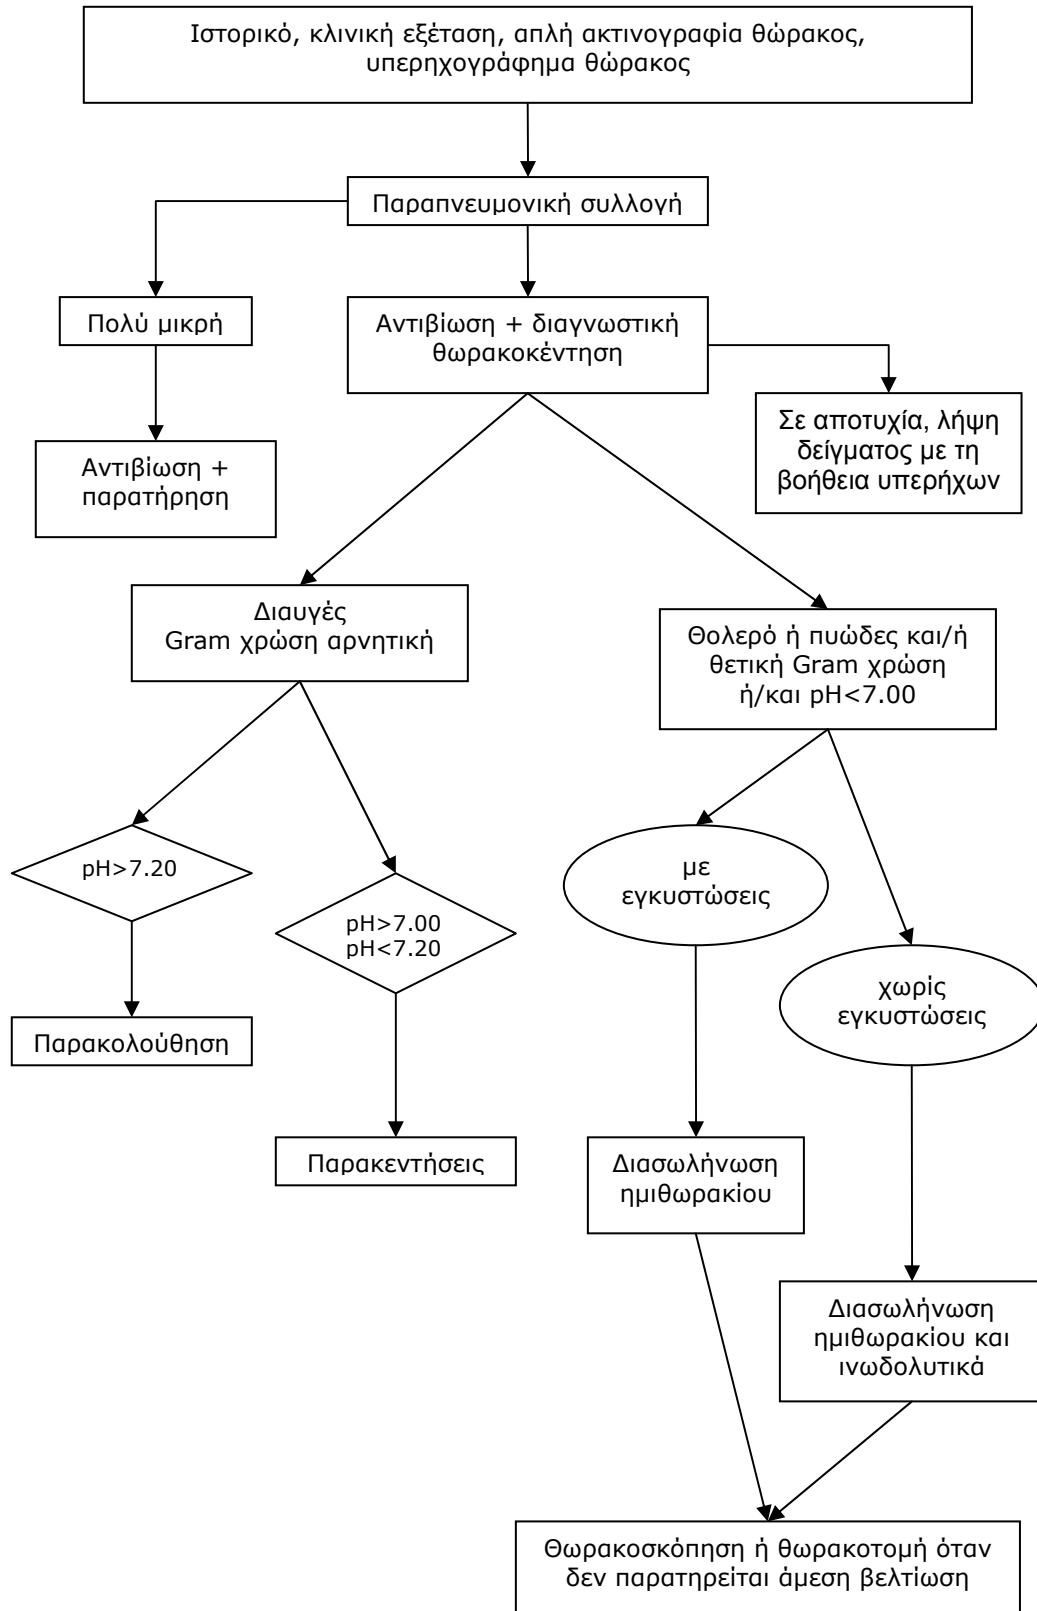 Ιστορικό, κλινική εξέταση, απλή ακτινογραφία θώρακος,
υπερηχογράφημα θώρακος
Παραπνευμονική συλλογή
Πολύ μικρή
Αντιβίωση + διαγνωστική
θωρακοκέντηση
Αντιβίωση +
παρατήρηση
Σε αποτυχία, λήψη
δείγματος με τη
βοήθεια υπερήχων
Διαυγές
Gram χρώση αρνητική
Θολερό ή πυώδες και/ή
θετική Gram χρώση
ή/και pH<7.00
pH>7.20
pH>7.00
pH<7.20
με
εγκυστώσεις
χωρίς
εγκυστώσεις
Παρακολούθηση
Παρακεντήσεις
Διασωλήνωση
ημιθωρακίου
Διασωλήνωση
ημιθωρακίου και
ινωδολυτικά
Θωρακοσκόπηση ή θωρακοτομή όταν
δεν παρατηρείται άμεση βελτίωση